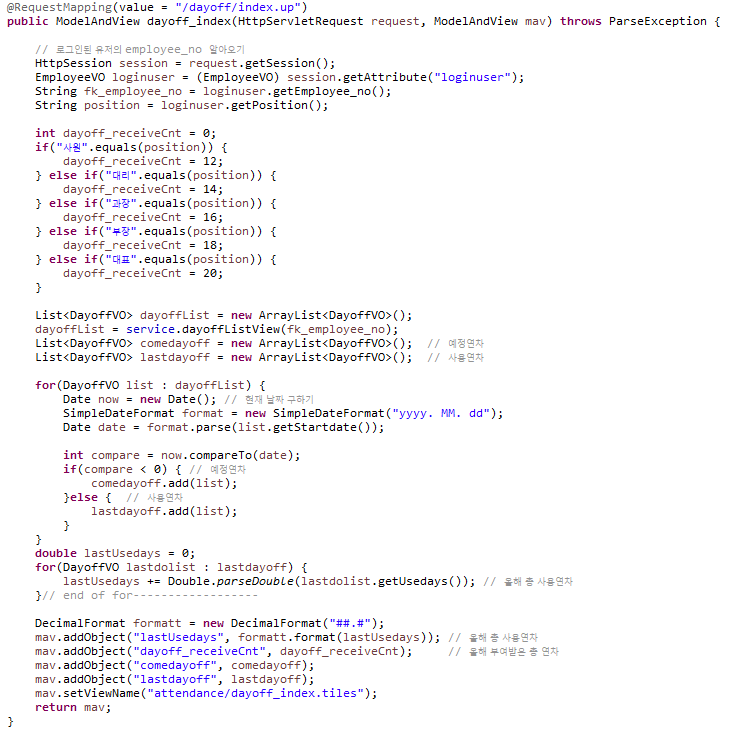 @RequestMapping(value = "/dayoff/index.up")
public ModelAndView dayoff_index(HttpServletRequest request, ModelAndView mav) throws ParseException {
// 로그인된 유저의 employee_no 알아오기
HttpSession session = request.getSession();
EmployeeVO loginuser = (EmployeeVO) session.getAttribute("loginuser");
String fk_employee_no = loginuser.getEmployee_no();
String position = loginuser.getPosition();
int dayoff_receiveCnt = 0;
if("사원".equals(position)) {
dayoff_receiveCnt = 12;
} else if("대리".equals(position)) {
dayoff_receiveCnt = 14;
} else if("과장".equals(position)) {
dayoff_receiveCnt = 16;
} else if("부장".equals(position)) {
dayoff_receiveCnt = 18;
} else if("대표".equals(position)) {
dayoff_receiveCnt = 20;
}
List<DayoffVO> dayoffList = new ArrayList<DayoffVO>();
dayoffList = service.dayoffListView(fk_employee_no);
List<DayoffVO> comedayoff = new ArrayList<DayoffVO>();  // 예정연차
List<DayoffVO> lastdayoff = new ArrayList<DayoffVO>();  // 사용연차
for(DayoffVO list : dayoffList) {
Date now = new Date(); // 현재 날짜 구하기
SimpleDateFormat format = new SimpleDateFormat("yyyy. MM. dd");
Date date = format.parse(list.getStartdate());
int compare = now.compareTo(date);
if(compare < 0) { // 예정연차
comedayoff.add(list);
}else {  // 사용연차
lastdayoff.add(list);
}
}
double lastUsedays = 0;
for(DayoffVO lastdolist : lastdayoff) {
lastUsedays += Double.parseDouble(lastdolist.getUsedays()); // 올해 총 사용연차
}// end of for------------------
DecimalFormat formatt = new DecimalFormat("##.#");
mav.addObject("lastUsedays", formatt.format(lastUsedays)); // 올해 총 사용연차
mav.addObject("dayoff_receiveCnt", dayoff_receiveCnt);     // 올해 부여받은 총 연차
mav.addObject("comedayoff", comedayoff);
mav.addObject("lastdayoff", lastdayoff);
mav.setViewName("attendance/dayoff_index.tiles");
return mav;
}